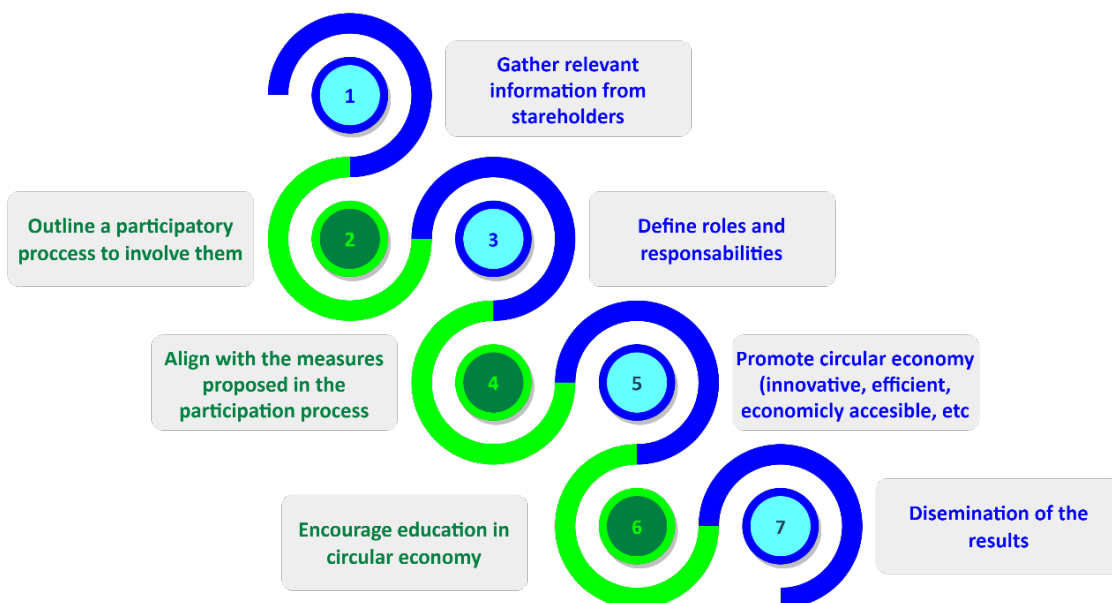 1
Gather relevant
information from
stareholders
Outline a participatory
proccess to involve them
2
3
Define roles and
responsabilities
Align with the measures
proposed in the
participation process
4
5
Promote circular economy
(innovative, efficient,
economicly accesible, etc
Encourage education in
circular economy
6
7
Disemination of the
results